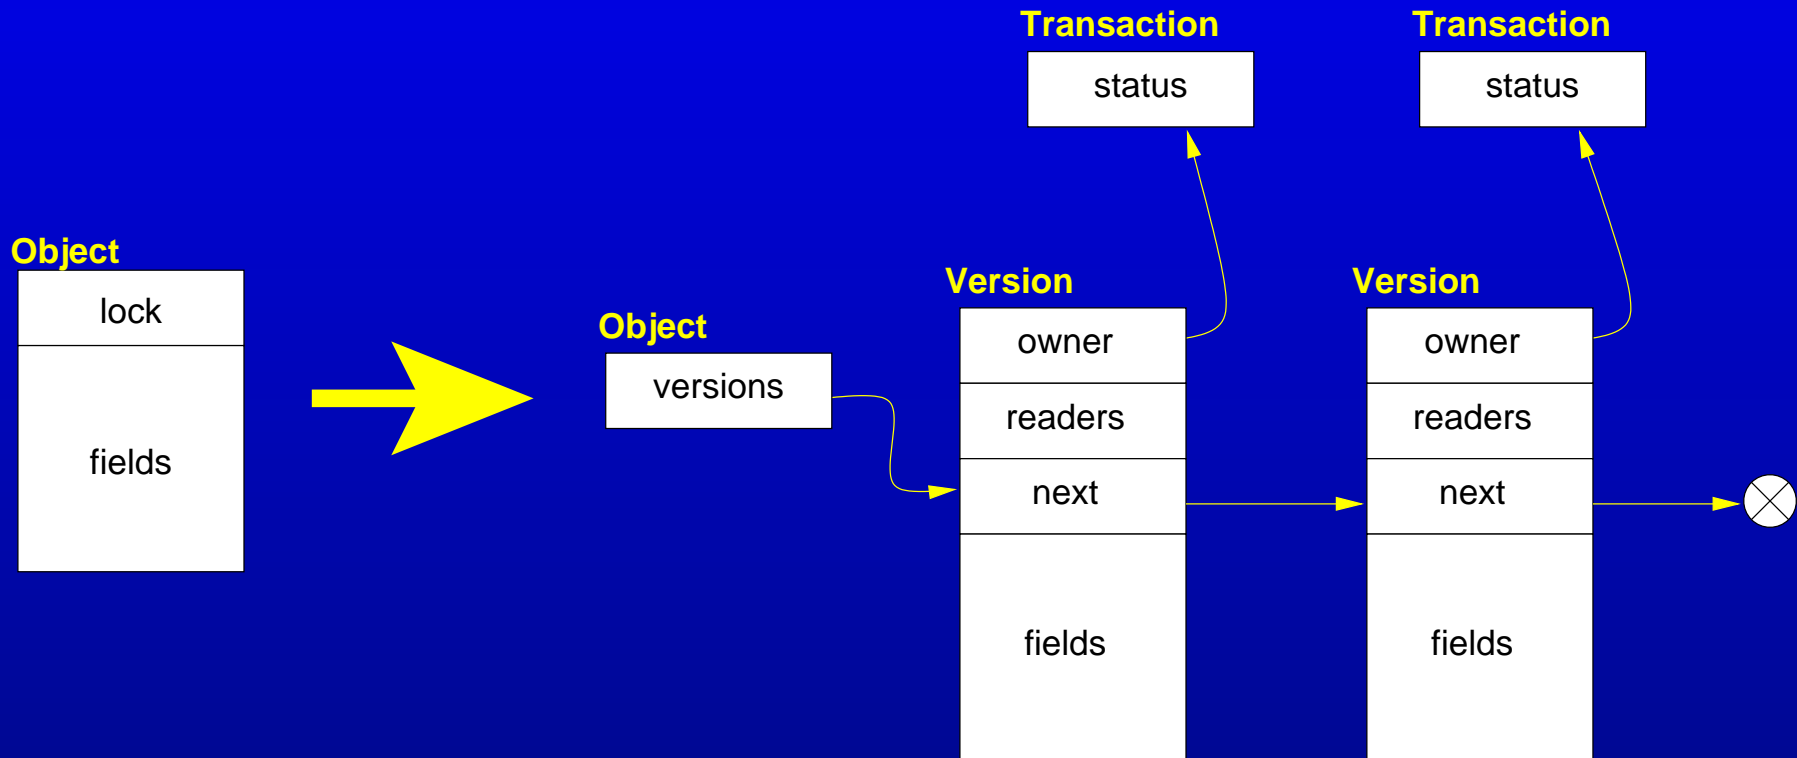 Transaction
status
Transaction
status
Object
lock
fields
Object
versions
Version
owner
readers
next
fields
Version
owner
readers
next
fields